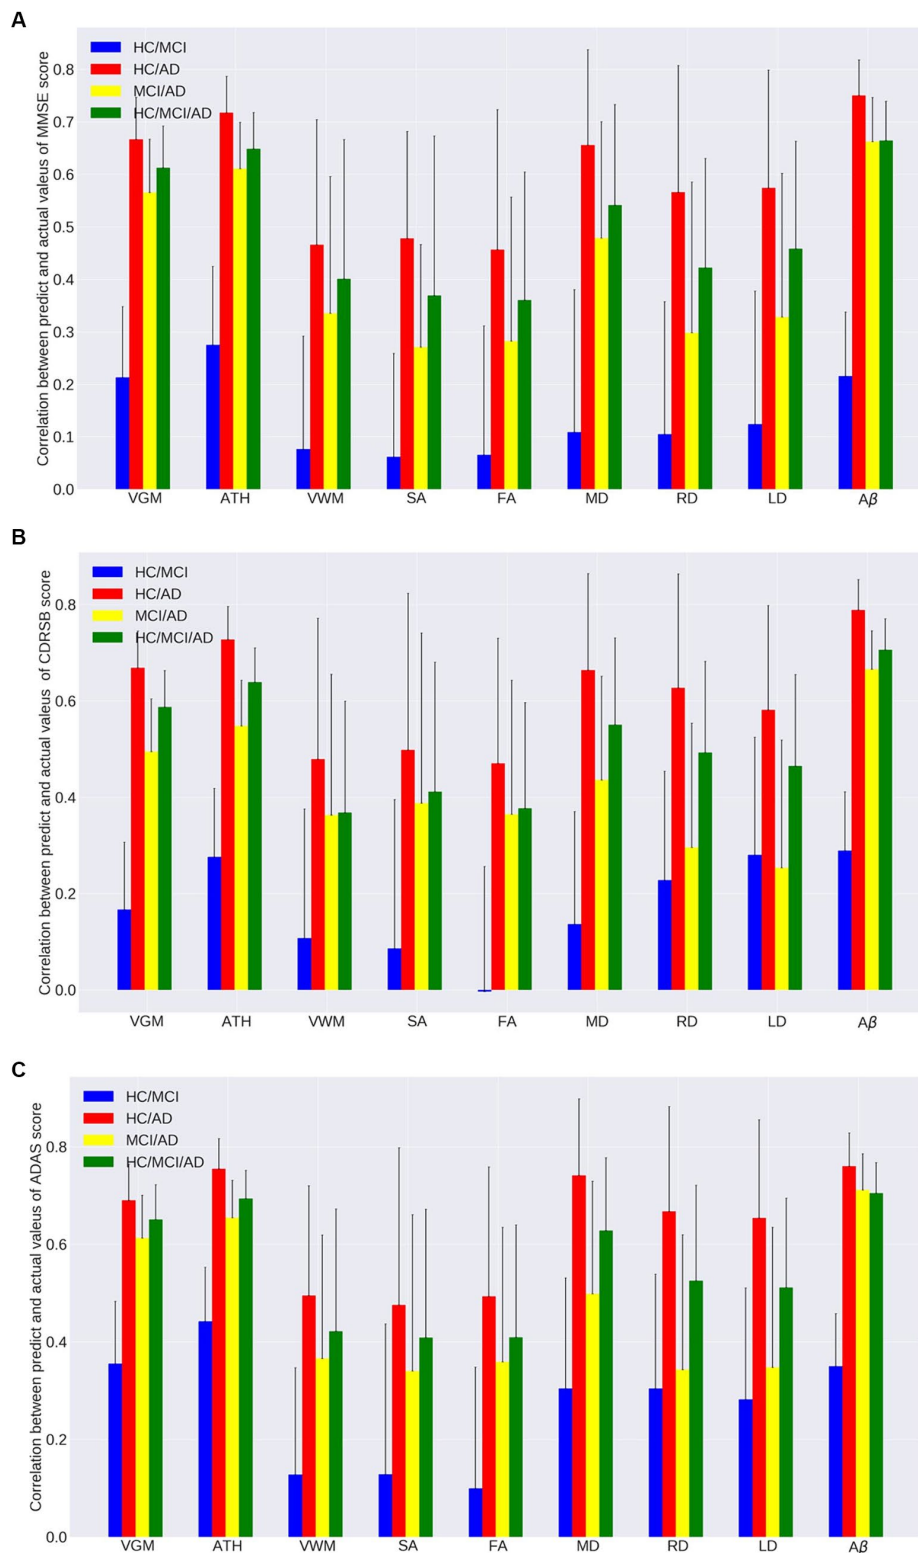 A
Correlation between predict and actual valeus of MMSE score
HC/MCI
HC/AD
MCI/AD
HC/MCI/AD
0.8
0.7
0.6
0.5
0.4
0.3
0.2
0.1
0.0
VGM ATH VWM SA FA MD RD LD Aβ
B
Correlation between predict and actual valeus of CDRSB score
HC/MCI
HC/AD
MCI/AD
HC/MCI/AD
0.8
0.6
0.4
0.2
0.0
VGM ATH VWM SA FA MD RD LD Aβ
C
Correlation between predict and actual valeus of ADAS score
HC/MCI
HC/AD
MCI/AD
HC/MCI/AD
0.8
0.6
0.4
0.2
0.0
VGM ATH VWM SA FA MD RD LD Aβ